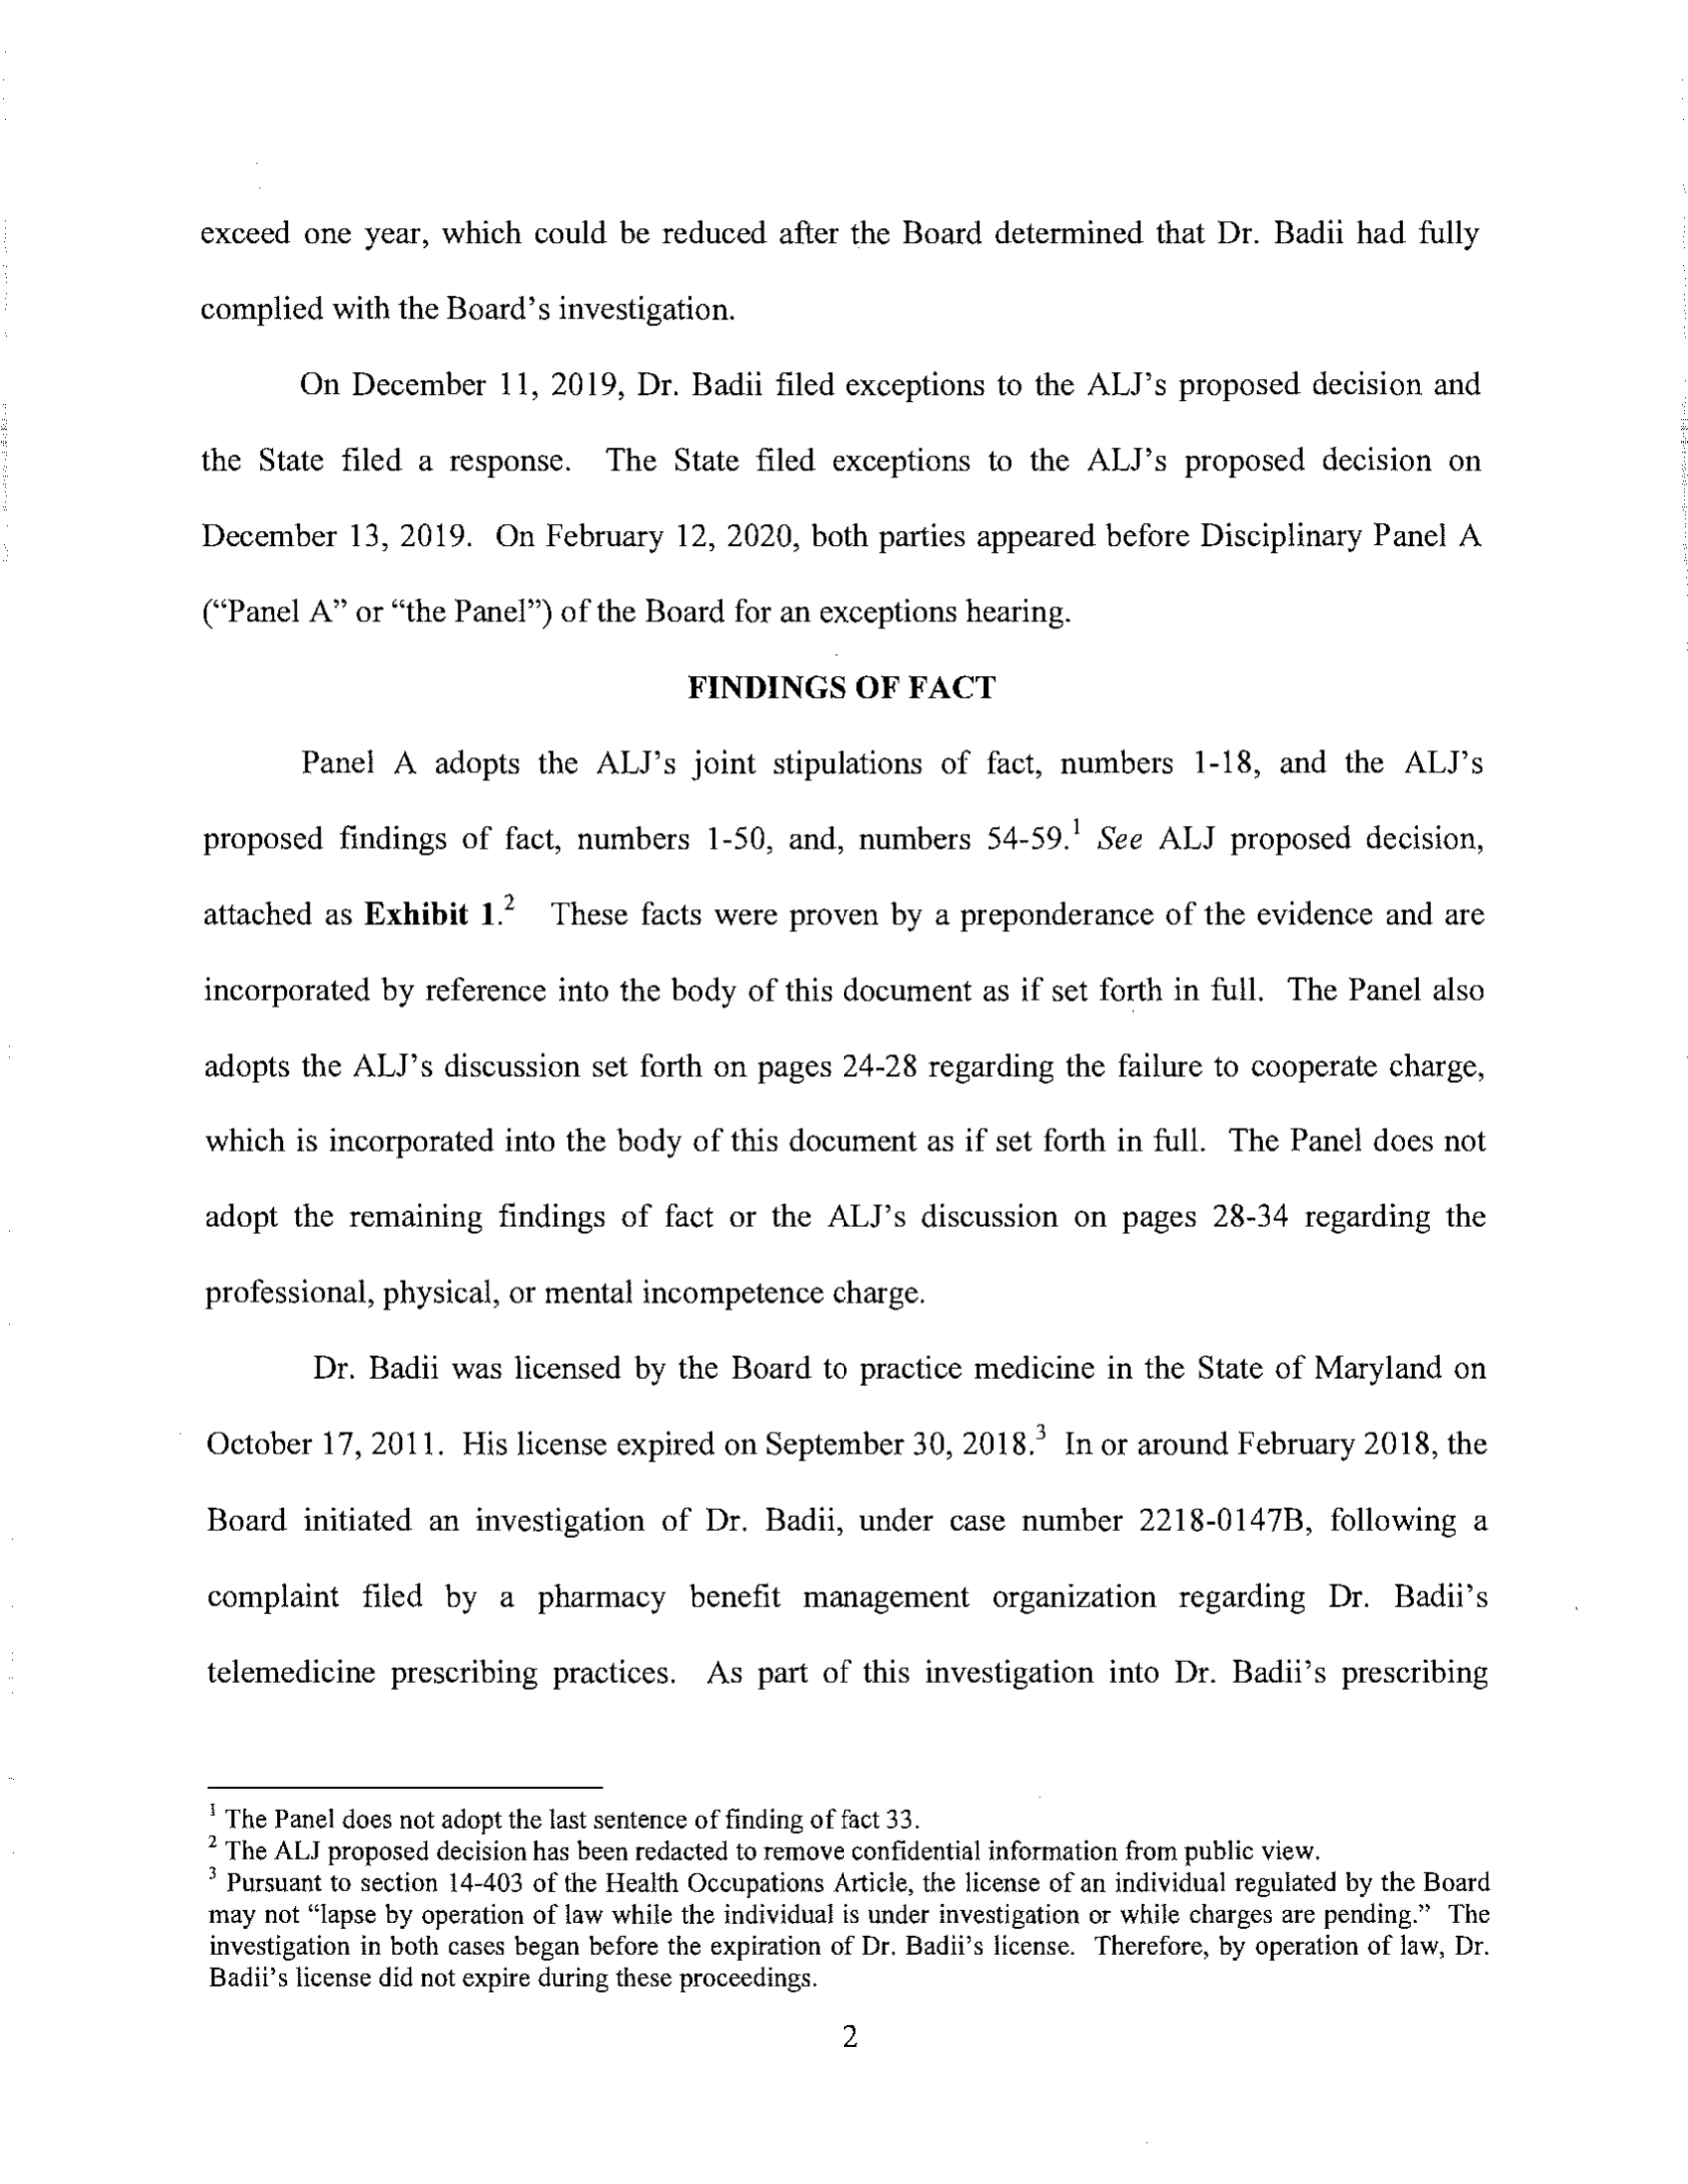 exceed one year, which could be reduced after the Board determined that Dr. Badii had fully
complied with the Board's investigation.
On December 11, 2019, Dr. Badii filed exceptions to the ALJ's proposed decision and
the State filed a response. The State filed exceptions to the ALJ's proposed decision on
December 13, 2019. On February 12, 2020, both parties appeared before Disciplinary Panel A
("Panel A" or "the Panel") of the Board for an exceptions hearing.
FINDINGS OF FACT
Panel A adopts the ALJ's joint stipulations of fact, numbers 1-18, and the ALJ's
proposed findings of fact, numbers 1-50, and, numbers 54-59.1 See ALJ proposed decision,
attached as Exhibit 1.2 These facts were proven by a preponderance of the evidence and are
incorporated by reference into the body of this document as if set forth in full. The Panel also
adopts the ALJ's discussion set forth on pages 24-28 regarding the failure to cooperate charge,
which is incorporated into the body of this document as if set forth in full. The Panel does not
adopt the remaining findings of fact or the ALJ's discussion on pages 28-34 regarding the
professional, physical, or mental incompetence charge.
Dr. Badii was licensed by the Board to practice medicine in the State of Maryland on
October 17, 2011. His license expired on September 30, 2018.3 In or around February 2018, the
Board initiated an investigation of Dr. Badii, under case number 2218-0147B, following a
complaint filed by a pharmacy benefit management organization regarding Dr. Badii's
telemedicine prescribing practices. As part of this investigation into Dr. Badii's prescribing
1 The Panel does not adopt the last sentence of finding of fact 33.
2 The ALJ proposed decision has been redacted to remove confidential information from public view.
3 Pursuant to section 14-403 of the Health Occupations Article, the license of an individual regulated by the Board
may not "lapse by operation of law while the individual is under investigation or while charges are pending." The
investigation in both cases began before the expiration of Dr. Badii's license. Therefore, by operation of law, Dr.
Badii's license did not expire during these proceedings.
2